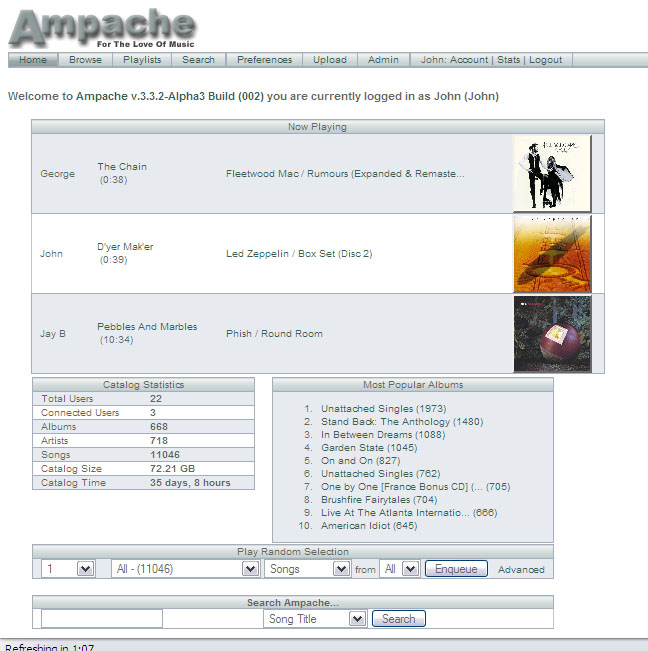 Ampache
For The Love Of Music
Home Browse Playlists Search Preferences Upload Admin John: Account | Stats | Logout
Welcome to Ampache v.3.3.2-Alpha3 Build (002) you are currently logged in as John (John)
Now Playing
George The Chain (0:38) Fleetwood Mac / Rumours (Expanded & Remaste...
John D'yer Mak'er (0:39) Led Zeppelin / Box Set (Disc 2)
Jay B Pebbles And Marbles (10:34) Phish / Round Room
Catalog Statistics
Total Users 22
Connected Users 3
Albums 668
Artists 718
Songs 11046
Catalog Size 72.21 GB
Catalog Time 35 days, 8 hours
Most Popular Albums
1. Unattached Singles (1973)
2. Stand Back: The Anthology (1480)
3. In Between Dreams (1088)
4. Garden State (1045)
5. On and On (827)
6. Unattached Singles (762)
7. One by One [France Bonus CD] (... (705)
8. Brushfire Fairytales (704)
9. Live At The Atlanta Internatio... (666)
10. American Idiot (645)
Play Random Selection
1 All - (11046) Songs from All Enqueue Advanced
Search Ampache...
Song Title Search
Refreshing in 1:07